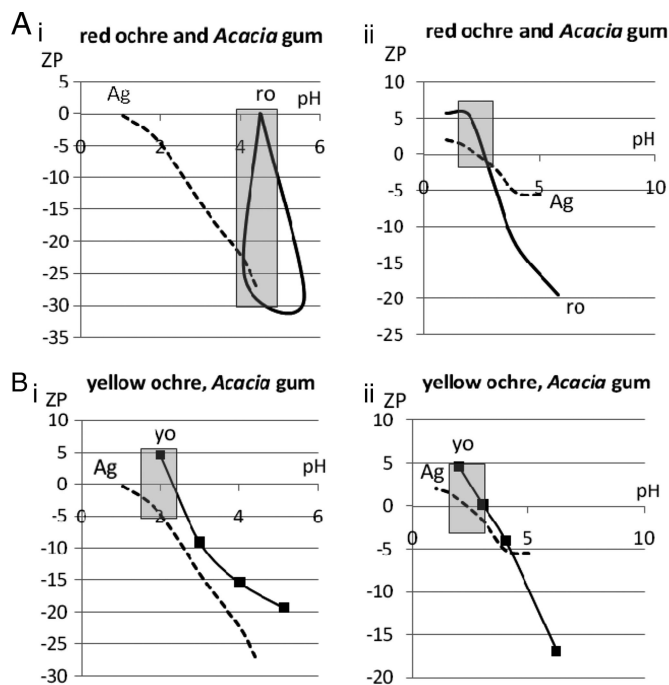 A i red ochre and Acacia gum
ZP
5
Ag ro pH
0
0 2 4 6
-5
-10
-15
-20
-25
-30
-35
ii red ochre and Acacia gum
ZP
10
5
pH
0
0 5 10
-5
Ag
-10
-15
-20
ro
-25
B i yellow ochre, Acacia gum
ZP
10
yo
5
Ag pH
0
0 2 4 6
-5
-10
-15
-20
-25
-30
ii yellow ochre, Acacia gum
ZP
10
yo
5
Ag
pH
0
0 5 10
-5
-10
-15
-20